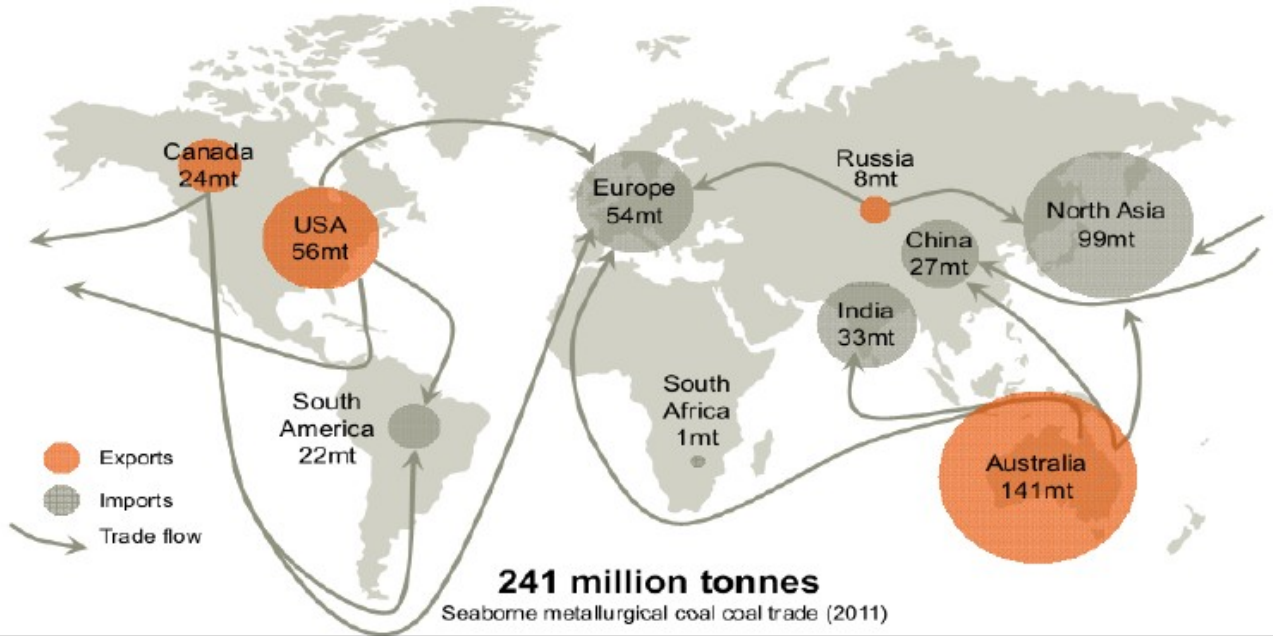 Canada
24mt
USA
56mt
Europe
54mt
Russia
8mt
North Asia
99mt
China
27mt
India
33mt
South
Africa
1mt
South
America
22mt
Australia
141mt
Exports
Imports
Trade flow
241 million tonnes
Seaborne metallurgical coal coal trade (2011)